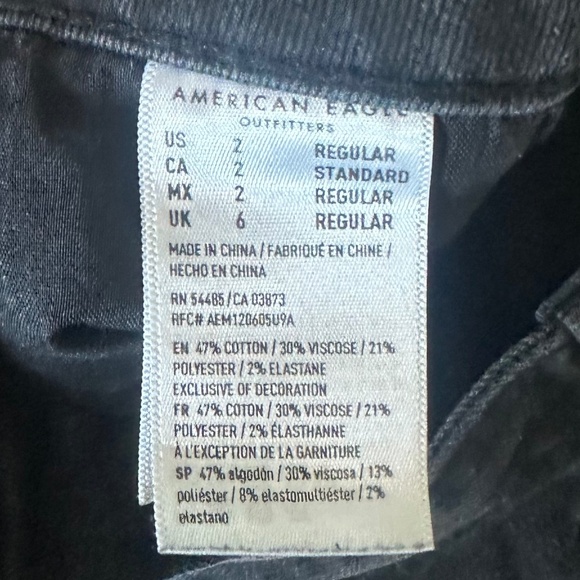 AMERICAN EAGLE
OUTFITTERS
US 2 REGULAR
CA 2 STANDARD
MX 2 REGULAR
UK 6 REGULAR
MADE IN CHINA / FABRIQUÉ EN CHINE /
HECHO EN CHINA
RN 54485 / CA 03873
RFC# AEM120605U9A
EN 47% COTTON / 30% VISCOSE / 21%
POLYESTER / 2% ELASTANE
EXCLUSIVE OF DECORATION
FR 47% COTON / 30% VISCOSE / 21%
POLYESTER / 2% ÉLASTHANNE
À L'EXCEPTION DE LA GARNITURE
SP 47% algodón / 30% viscosa / 13%
poliéster / 8% elastomultiéster / 2%
elastano